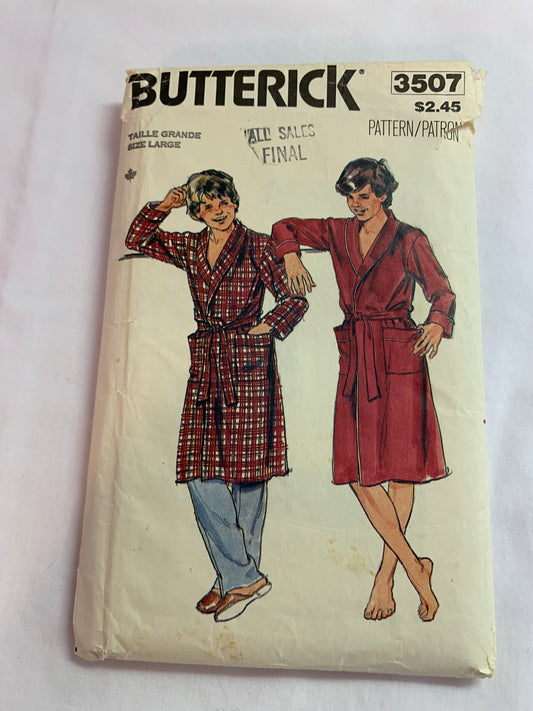 BUTTERICK®
3507
$2.45
TAILLE GRANDE
SIZE LARGE
ALL SALES
FINAL
PATTERN/PATRON